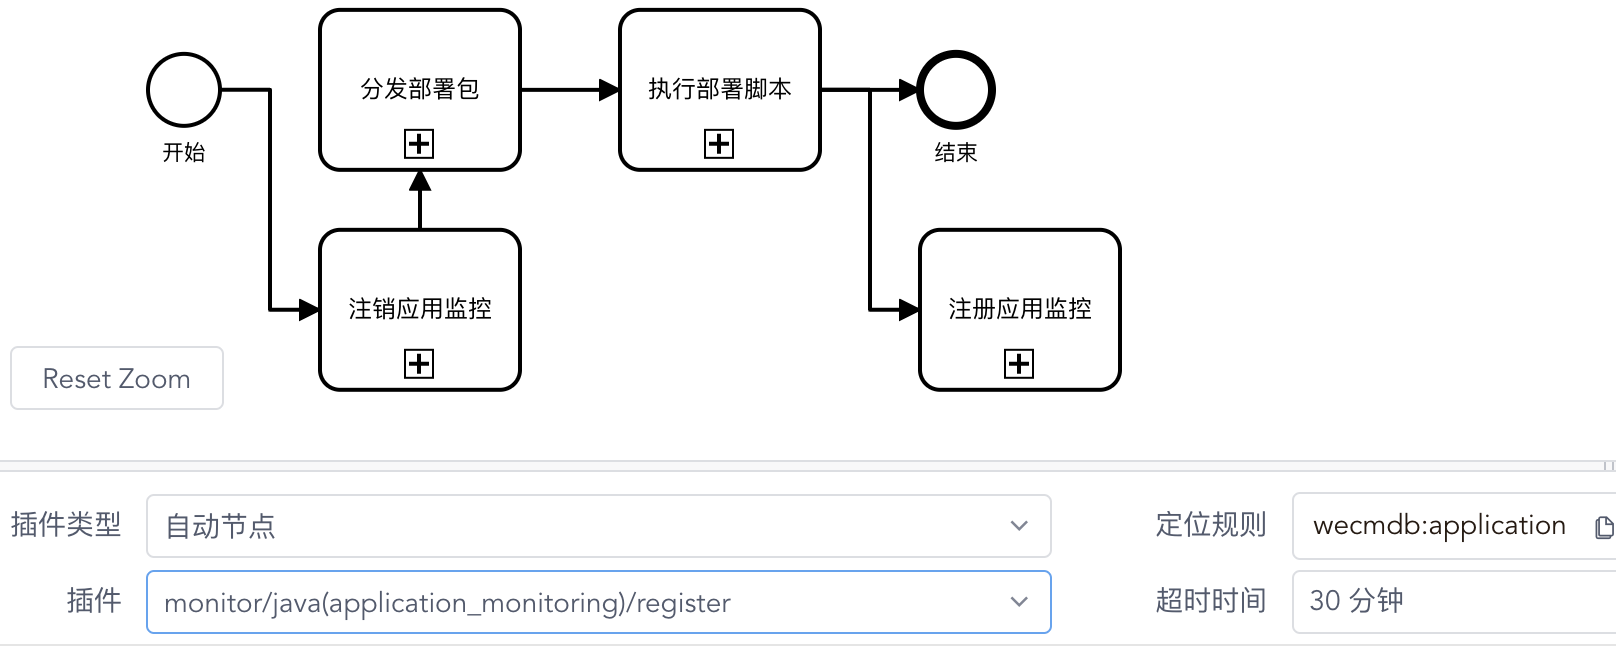 分发部署包
执行部署脚本
开始
结束
注销应用监控
注册应用监控
Reset Zoom
插件类型
自动节点
定位规则
wecmdb:application
插件
monitor/java(application_monitoring)/register
超时时间
30 分钟